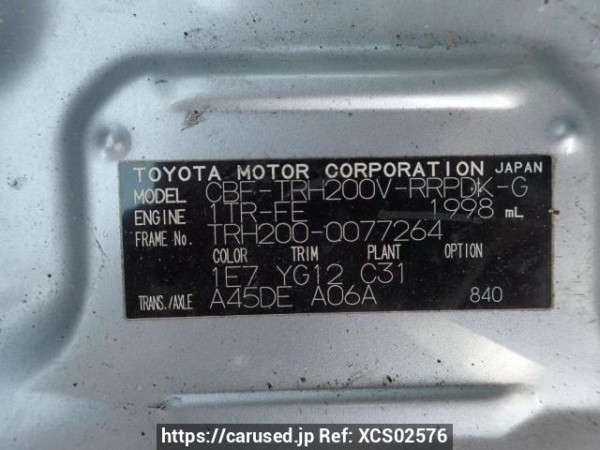 TOYOTA MOTOR CORPORATION JAPAN
MODEL CBF-TRH200V-RRPDK-G
ENGINE 1TR-FE 1998 mL
FRAME No. TRH200-0077264
COLOR TRIM PLANT OPTION
1E7 YG12 C31
TRANS./AXLE A45DE A06A 840
https://carused.jp Ref: XCS02576